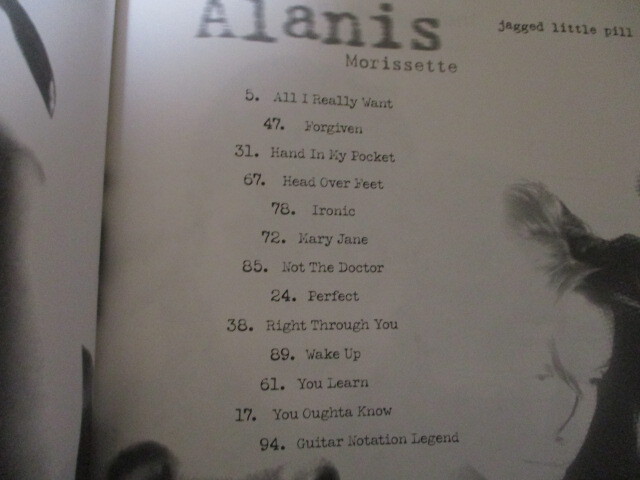 Alanis
jagged little pill
Morissette
5. All I Really Want
47. Forgiven
31. Hand In My Pocket
67. Head Over Feet
78. Ironic
72. Mary Jane
85. Not The Doctor
24. Perfect
38. Right Through You
89. Wake Up
61. You Learn
17. You Oughta Know
94. Guitar Notation Legend